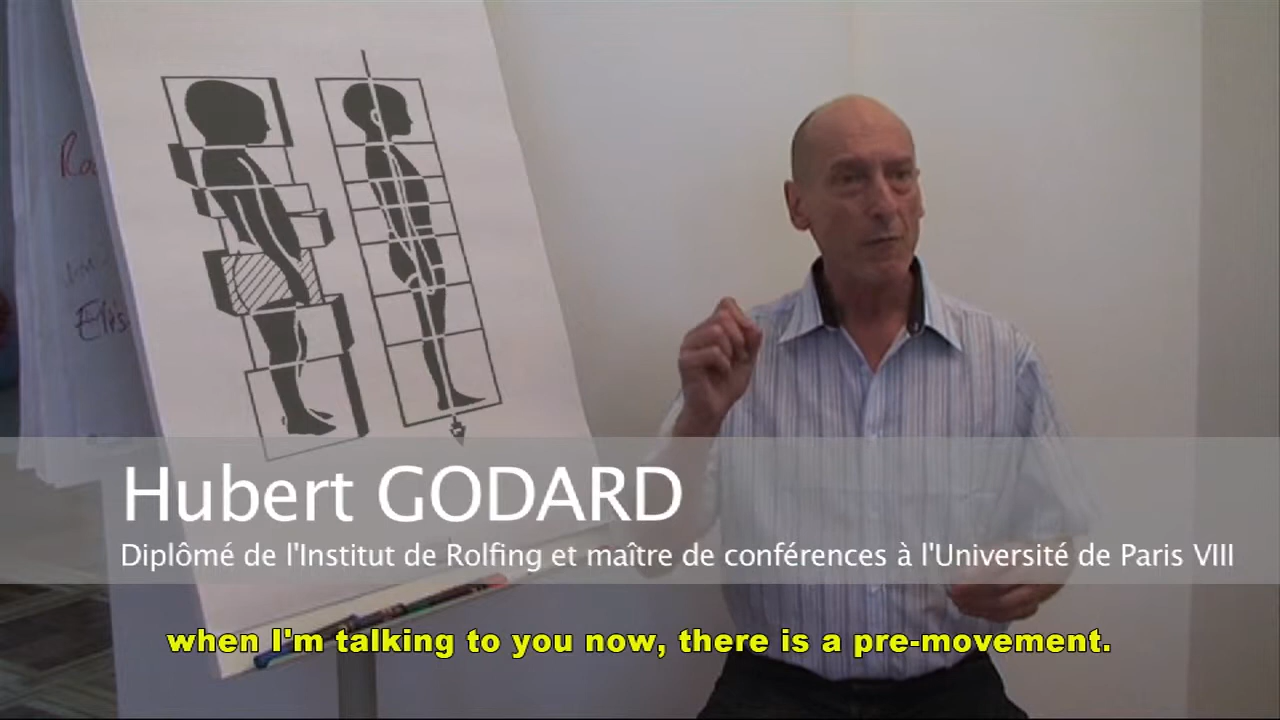 Hubert GODARD
Diplômé de l'Institut de Rolfing et maître de conférences à l'Université de Paris VIII
when I'm talking to you now, there is a pre-movement.